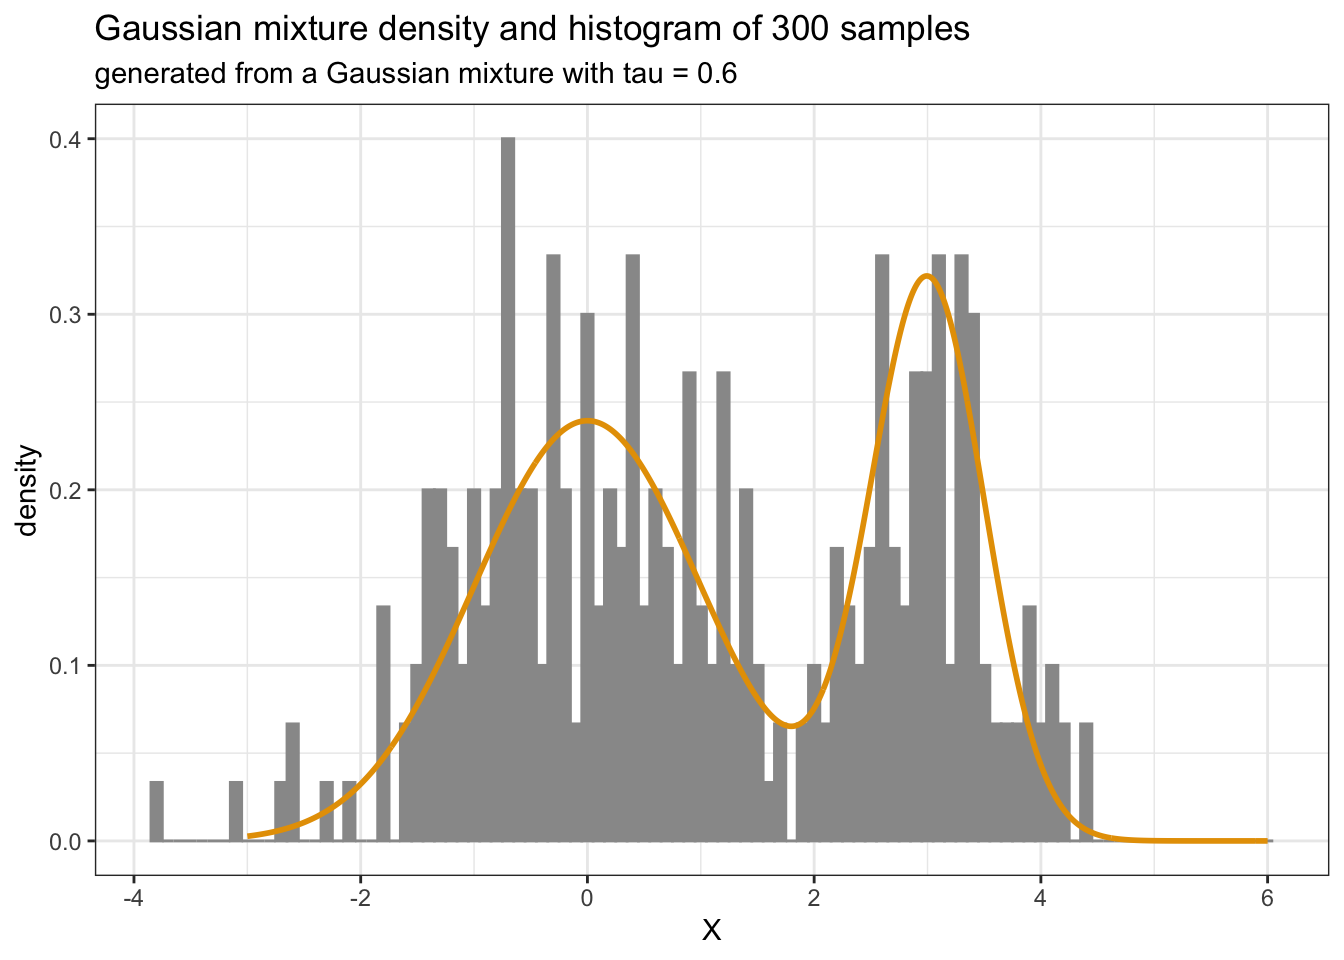 Gaussian mixture density and histogram of 300 samples
generated from a Gaussian mixture with tau = 0.6
0.4
0.3
0.2
0.1
0.0
density
-4 -2 0 2 4 6
X